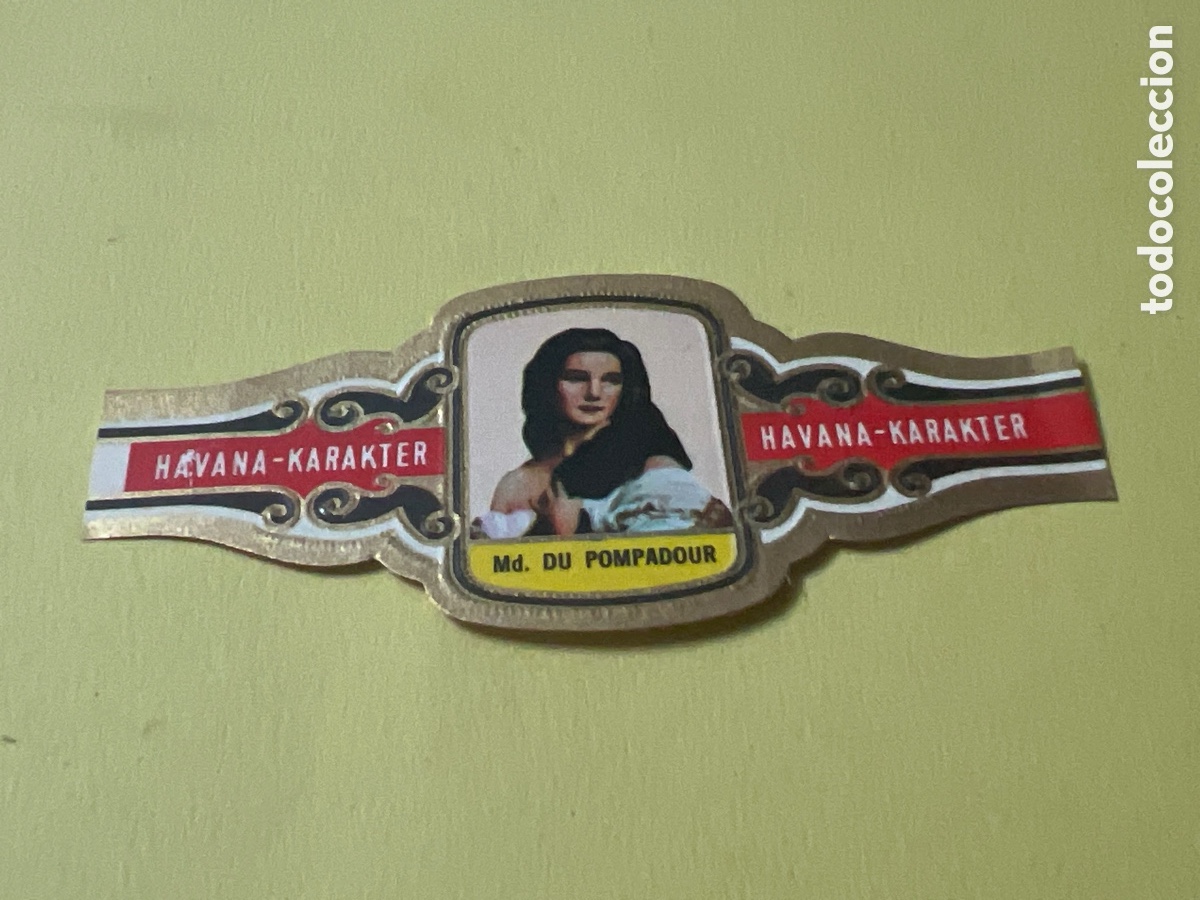 HAVANA-KARAKTER
HAVANA-KARAKTER
Md. DU POMPADOUR
todocoleccion